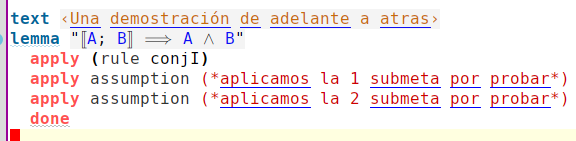 text ‹Una demostración de adelante a atras›
lemma "⟦A; B⟧ ⟹ A ∧ B"
apply (rule conjI)
apply assumption (*aplicamos la 1 submeta por probar*)
apply assumption (*aplicamos la 2 submeta por probar*)
done